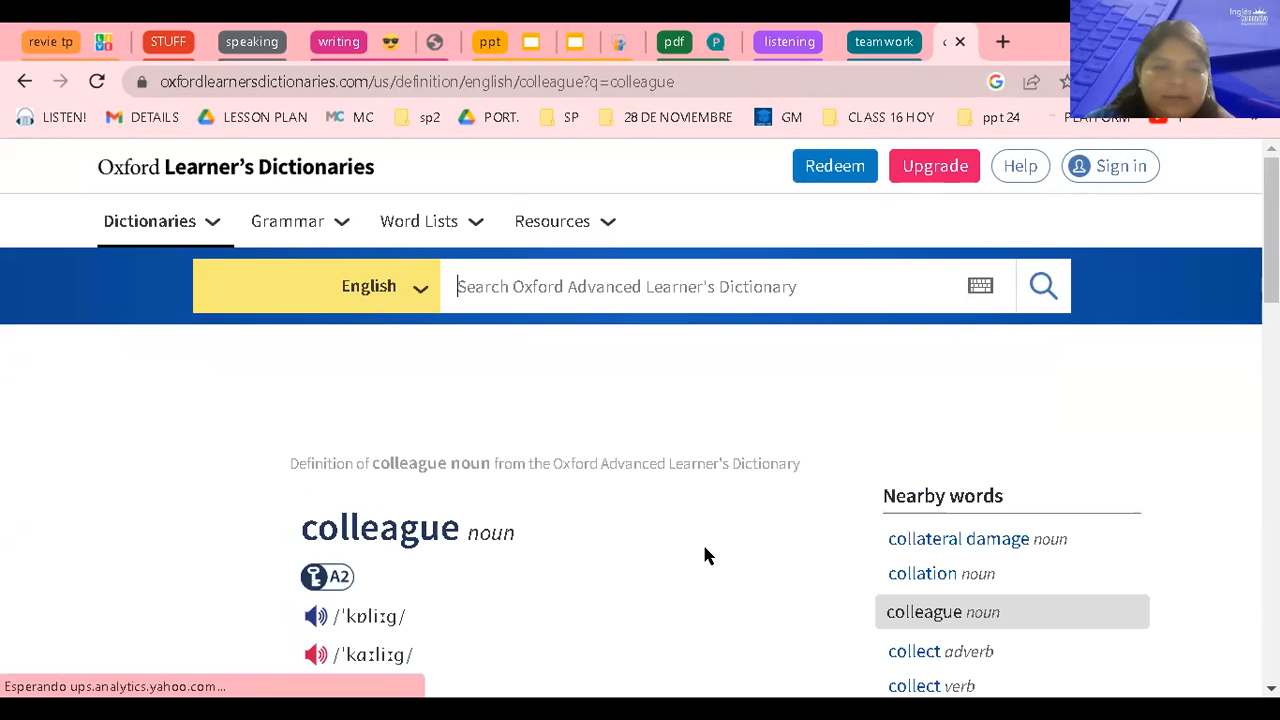 revie tp STUFF speaking writing ppt pdf listening teamwork
oxfordlearnersdictionaries.com/us/definition/english/colleague?q=colleague
LISTEN! DETAILS LESSON PLAN MC sp2 PORT. SP 28 DE NOVIEMBRE GM CLASS 16 HOY ppt 24
Inglés
Oxford Learner's Dictionaries
Redeem Upgrade Help Sign in
Dictionaries Grammar Word Lists Resources
English Search Oxford Advanced Learner's Dictionary
Definition of colleague noun from the Oxford Advanced Learner's Dictionary
colleague noun
A2
/ˈkɒliːɡ/
/ˈkɑːliːɡ/
Nearby words
collateral damage noun
collation noun
colleague noun
collect adverb
collect verb
Esperando ups.analytics.yahoo.com...